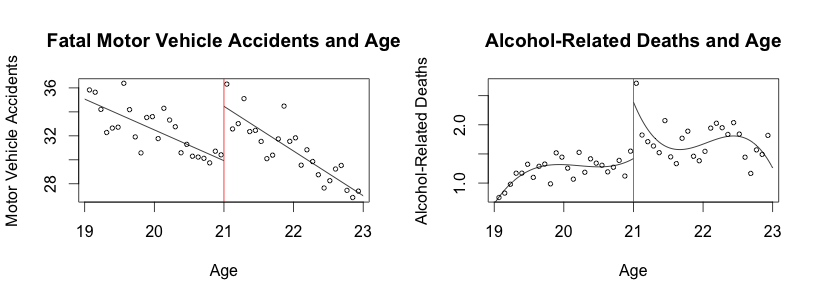 Fatal Motor Vehicle Accidents and Age
Motor Vehicle Accidents
36
32
28
19 20 21 22 23
Age
Alcohol-Related Deaths and Age
Alcohol-Related Deaths
2.0
1.0
19 20 21 22 23
Age